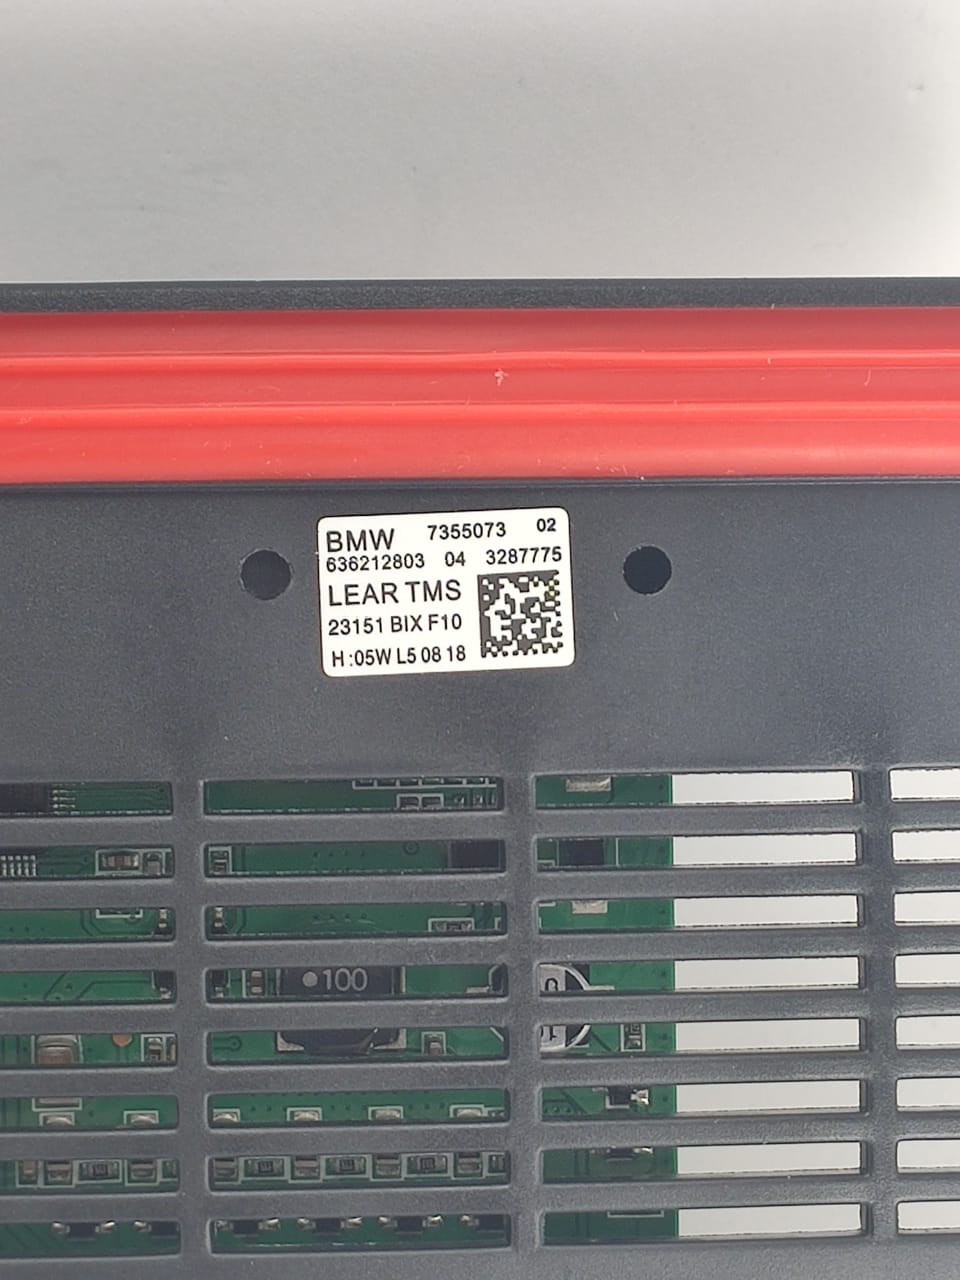 BMW 7355073 02
636212803 04 3287775
LEAR TMS
23151 BIX F10
H:05W L5 08 18
100